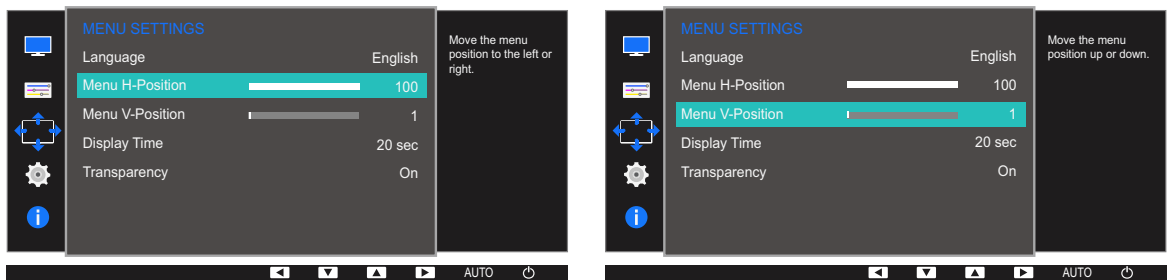 MENU SETTINGS
Language English
Menu H-Position 100
Menu V-Position 1
Display Time 20 sec
Transparency On
Move the menu
position to the left or
right.
AUTO
MENU SETTINGS
Language English
Menu H-Position 100
Menu V-Position 1
Display Time 20 sec
Transparency On
Move the menu
position up or down.
AUTO